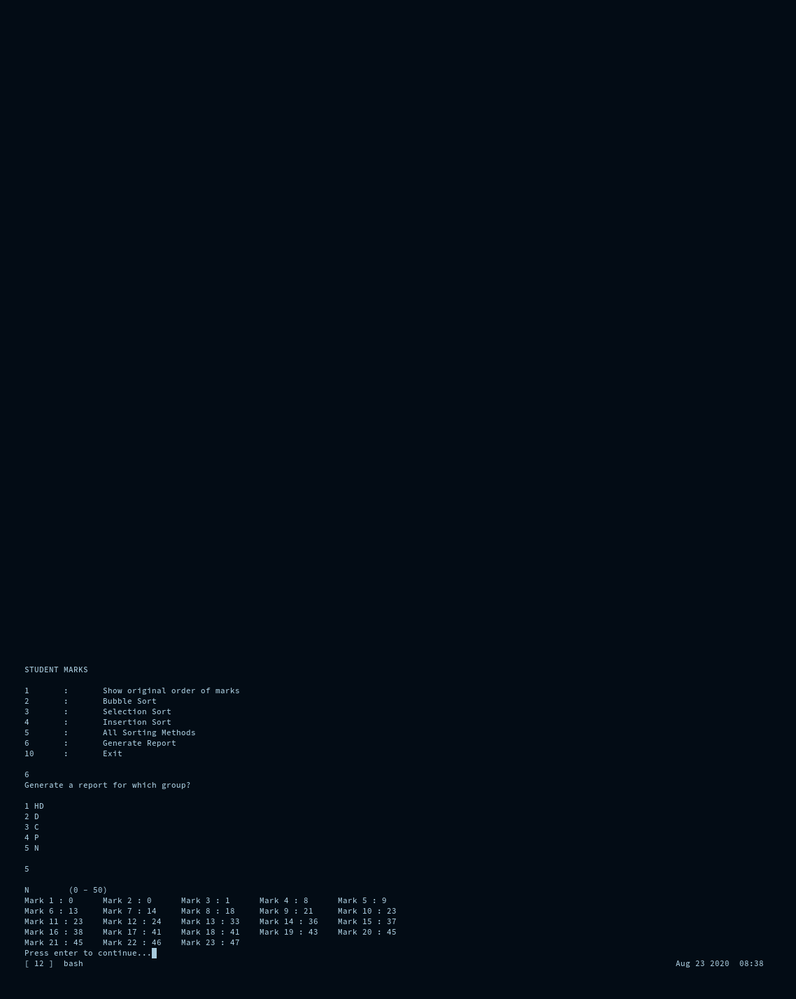 STUDENT MARKS
1 : Show original order of marks
2 : Bubble Sort
3 : Selection Sort
4 : Insertion Sort
5 : All Sorting Methods
6 : Generate Report
10 : Exit
6
Generate a report for which group?
1 HD
2 D
3 C
4 P
5 N
5
N (0 – 50)
Mark 1 : 0 Mark 2 : 0 Mark 3 : 1 Mark 4 : 8 Mark 5 : 9
Mark 6 : 13 Mark 7 : 14 Mark 8 : 18 Mark 9 : 21 Mark 10 : 23
Mark 11 : 23 Mark 12 : 24 Mark 13 : 33 Mark 14 : 36 Mark 15 : 37
Mark 16 : 38 Mark 17 : 41 Mark 18 : 41 Mark 19 : 43 Mark 20 : 45
Mark 21 : 45 Mark 22 : 46 Mark 23 : 47
Press enter to continue...
[ 12 ] bash Aug 23 2020 08:38